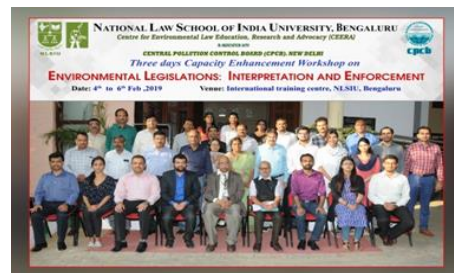 NATIONAL LAW SCHOOL OF INDIA UNIVERSITY, BENGALURU
Centre for Environmental Law Education, Research and Advocacy (CEERA)
CENTRAL POLLUTION CONTROL BOARD (CPCB), NEW DELHI
Three days Capacity Enhancement Workshop on
ENVIRONMENTAL LEGISLATIONS: INTERPRETATION AND ENFORCEMENT
Date: 4th to 6th Feb ,2019 Venue: International training centre, NLSIU, Bengaluru
cpcb